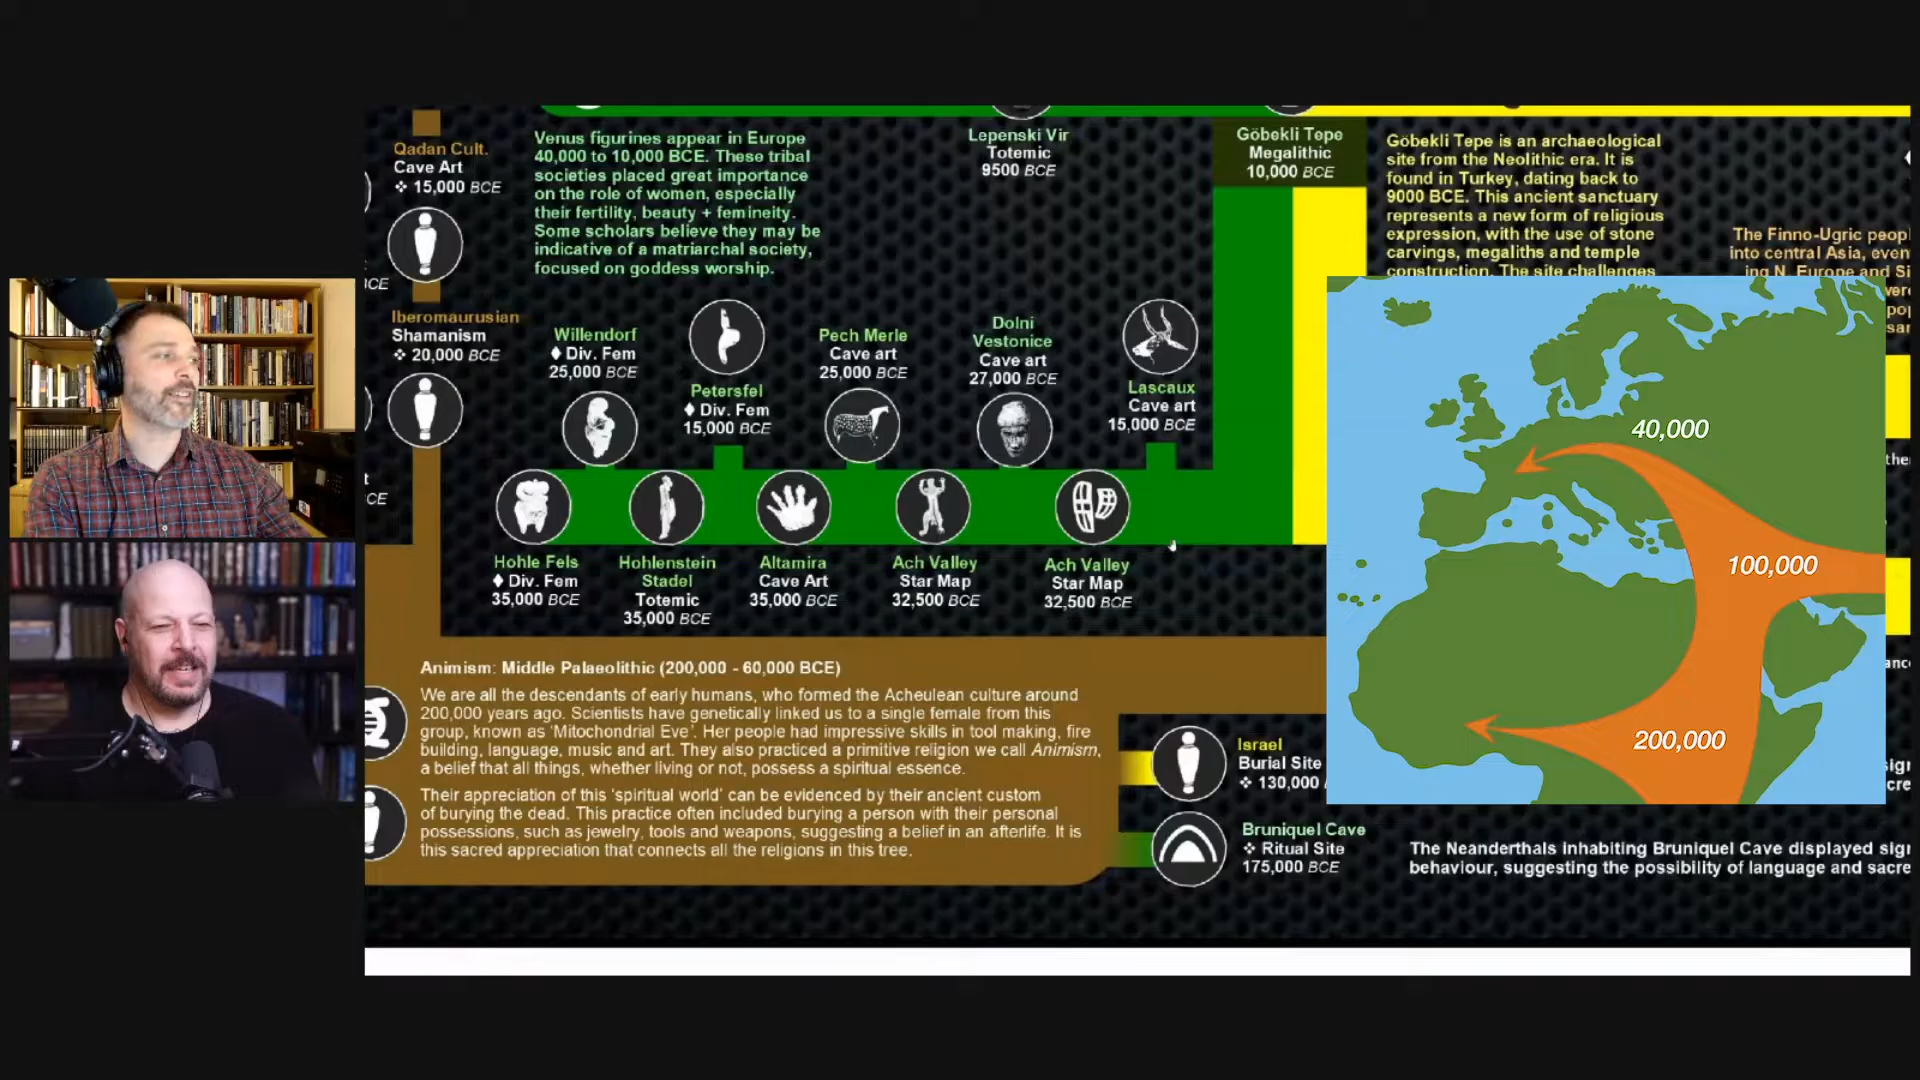 Qadan Cult.
Cave Art
❖ 15,000 BCE
Venus figurines appear in Europe
40,000 to 10,000 BCE. These tribal
societies placed great importance
on the role of women, especially
their fertility, beauty + femineity.
Some scholars believe they may be
indicative of a matriarchal society,
focused on goddess worship.
Lepenski Vir
Totemic
9500 BCE
Göbekli Tepe
Megalithic
10,000 BCE
Göbekli Tepe is an archaeological
site from the Neolithic era. It is
found in Turkey, dating back to
9000 BCE. This ancient sanctuary
represents a new form of religious
expression, with the use of stone
carvings, megaliths and temple
construction. The site challenges
The Finno-Ugric peopl
into central Asia, even
ing N. Europe and Si
CE
Iberomaurusian
Shamanism
❖ 20,000 BCE
Willendorf
♦ Div. Fem
25,000 BCE
Petersfel
♦ Div. Fem
15,000 BCE
Pech Merle
Cave art
25,000 BCE
Dolni
Vestonice
Cave art
27,000 BCE
Lascaux
Cave art
15,000 BCE
CE
Hohle Fels
♦ Div. Fem
35,000 BCE
Hohlenstein
Stadel
Totemic
35,000 BCE
Altamira
Cave Art
35,000 BCE
Ach Valley
Star Map
32,500 BCE
Ach Valley
Star Map
32,500 BCE
40,000
100,000
200,000
Animism: Middle Palaeolithic (200,000 - 60,000 BCE)
We are all the descendants of early humans, who formed the Acheulean culture around
200,000 years ago. Scientists have genetically linked us to a single female from this
group, known as 'Mitochondrial Eve'. Her people had impressive skills in tool making, fire
building, language, music and art. They also practiced a primitive religion we call Animism,
a belief that all things, whether living or not, possess a spiritual essence.
Their appreciation of this 'spiritual world' can be evidenced by their ancient custom
of burying the dead. This practice often included burying a person with their personal
possessions, such as jewelry, tools and weapons, suggesting a belief in an afterlife. It is
this sacred appreciation that connects all the religions in this tree.
Israel
Burial Site
❖ 130,000
Bruniquel Cave
❖ Ritual Site
175,000 BCE
The Neanderthals inhabiting Bruniquel Cave displayed sign
behaviour, suggesting the possibility of language and sacre